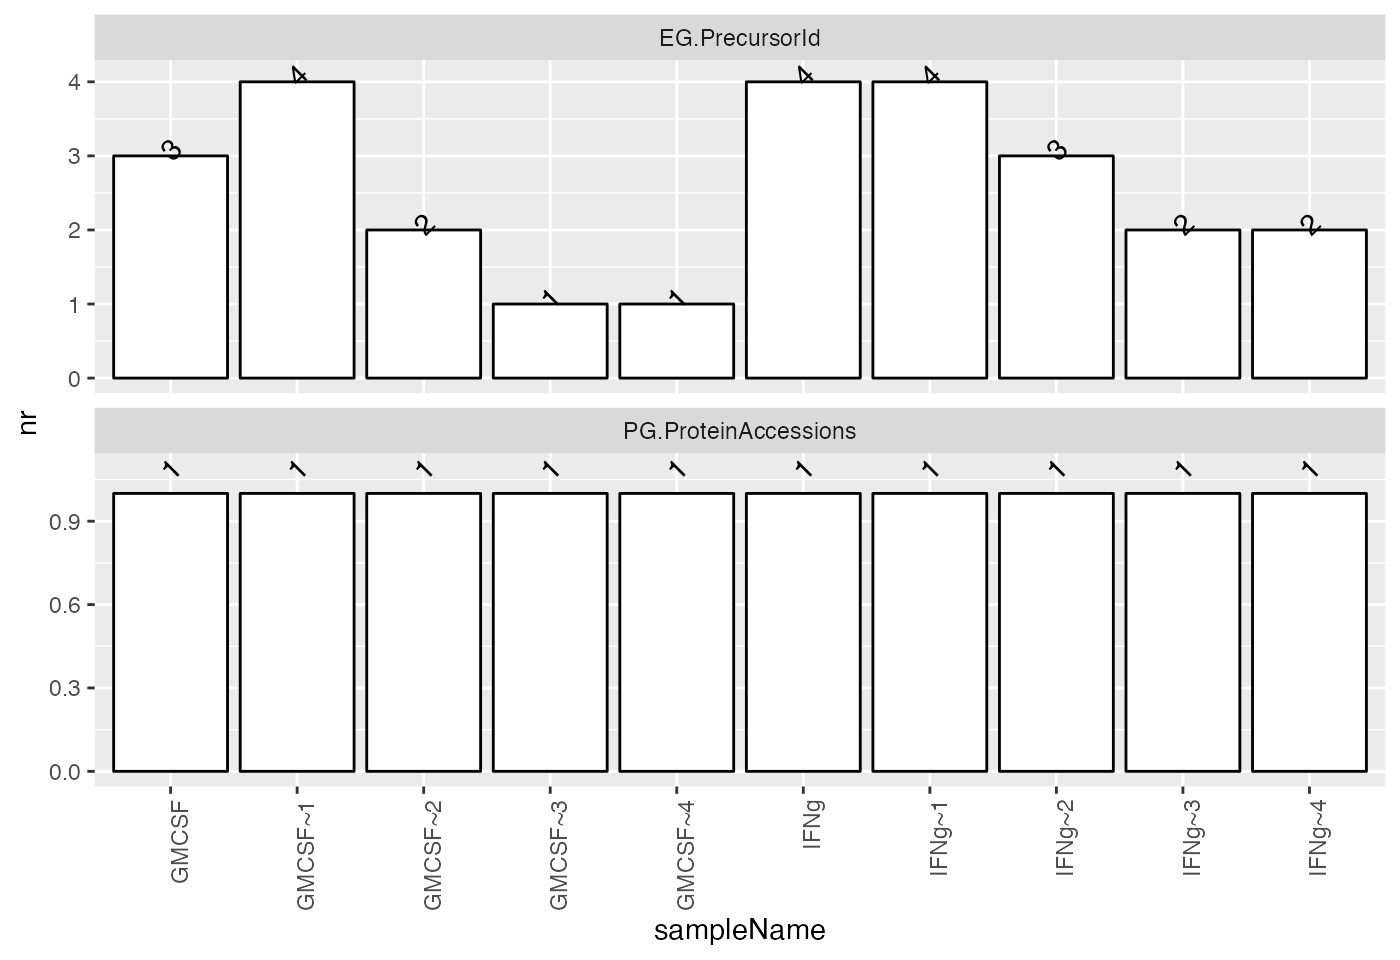 EG.PrecursorId
4
3
2
1
0
3 4 2 1 1 4 4 3 2 2
nr
PG.ProteinAccessions
1 1 1 1 1 1 1 1 1 1
0.9
0.6
0.3
0.0
GMCSF
GMCSF~1
GMCSF~2
GMCSF~3
GMCSF~4
IFNg
IFNg~1
IFNg~2
IFNg~3
IFNg~4
sampleName